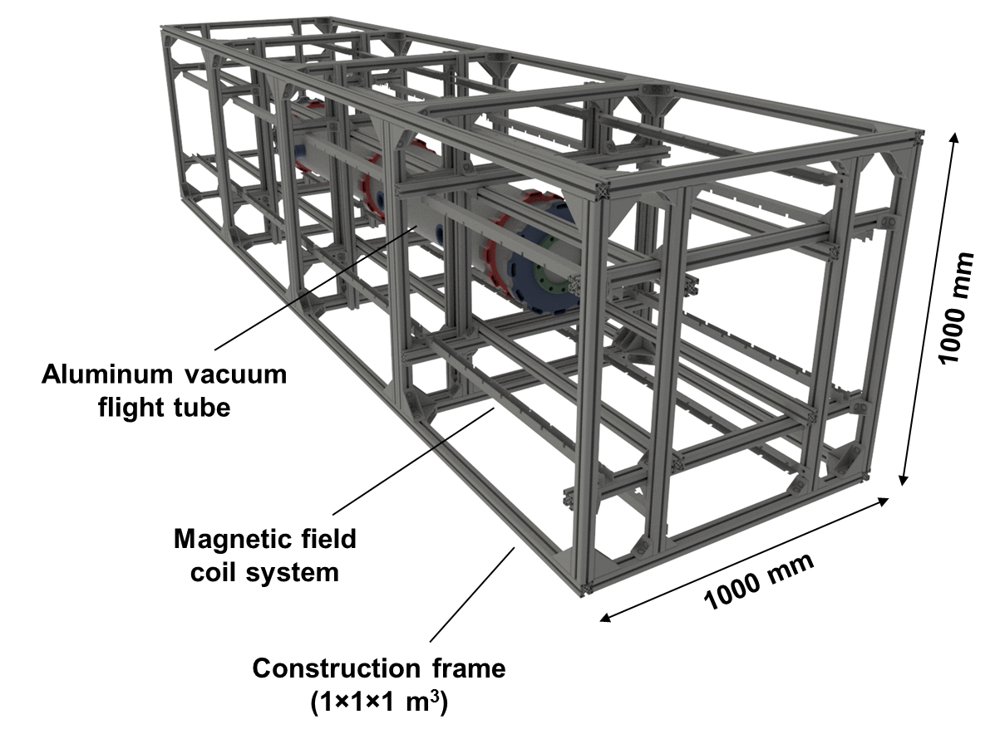 1000 mm
Aluminum vacuum
flight tube
Magnetic field
coil system
1000 mm
Construction frame
(1×1×1 m³)